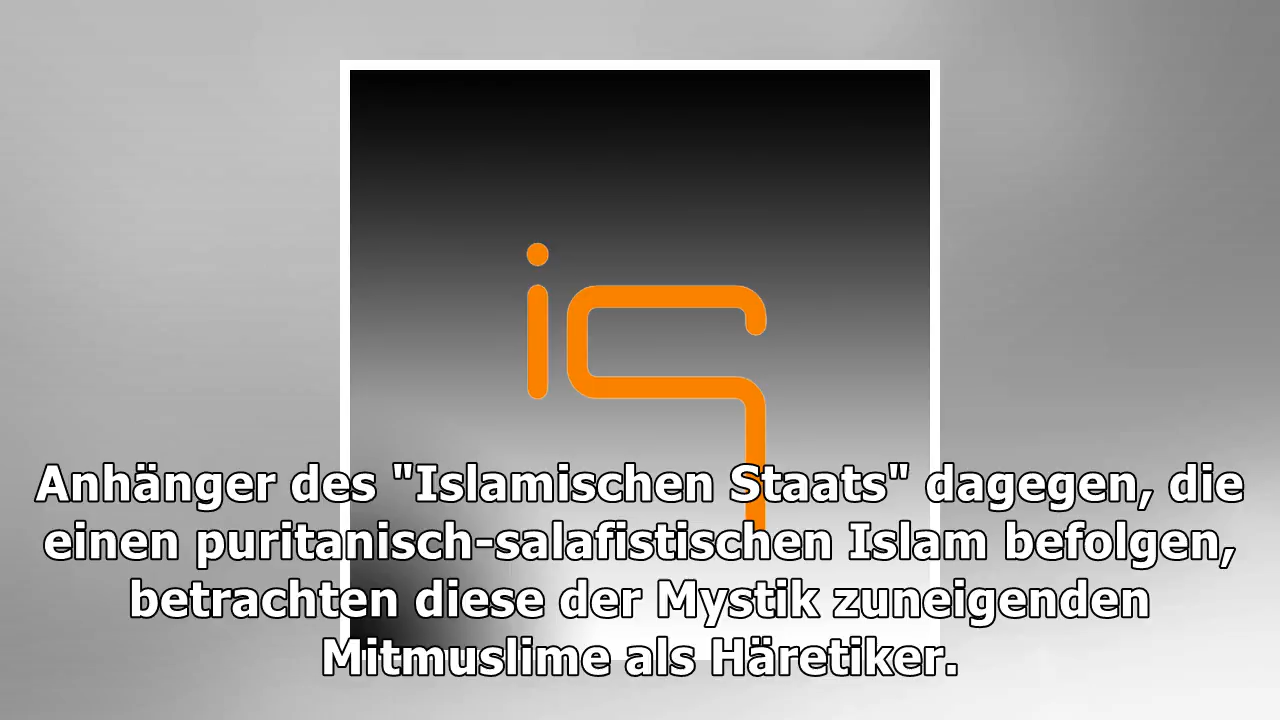 Anhänger des "Islamischen Staats" dagegen, die
einen puritanisch-salafistischen Islam befolgen,
betrachten diese der Mystik zuneigenden
Mitmuslime als Häretiker.